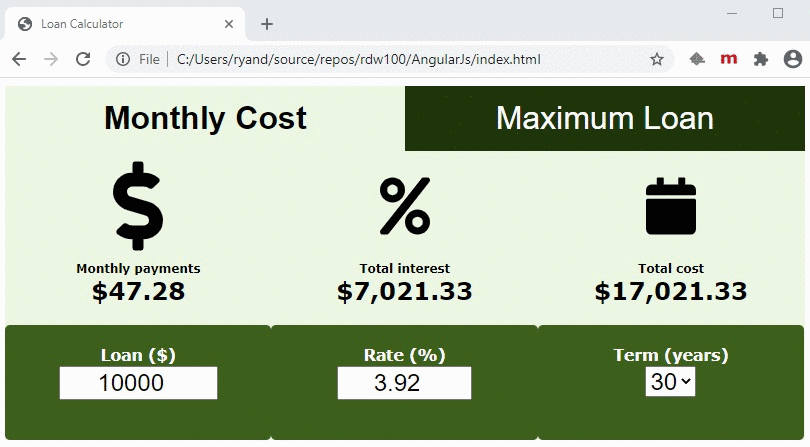 Loan Calculator
File | C:/Users/ryand/source/repos/rdw100/AngularJs/index.html
m
Monthly Cost Maximum Loan
$ %
Monthly payments Total interest Total cost
$47.28 $7,021.33 $17,021.33
Loan ($) Rate (%) Term (years)
10000 3.92 30